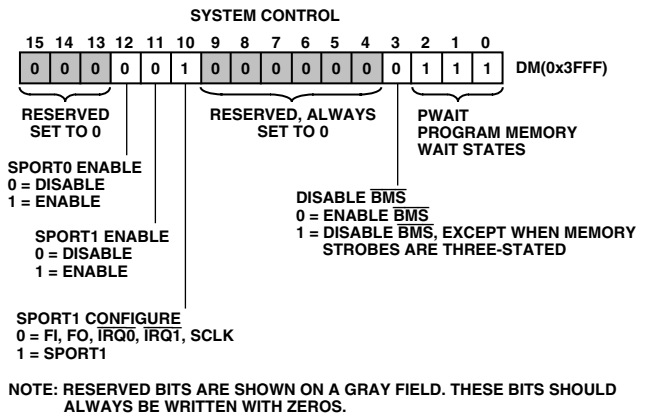 SYSTEM CONTROL
15 14 13 12 11 10 9 8 7 6 5 4 3 2 1 0
0 0 0 0 0 1 0 0 0 0 0 0 0 1 1 1 DM(0x3FFF)
RESERVED
SET TO 0
RESERVED, ALWAYS
SET TO 0
PWAIT
PROGRAM MEMORY
WAIT STATES
SPORT0 ENABLE
0 = DISABLE
1 = ENABLE
DISABLE BMS
0 = ENABLE BMS
1 = DISABLE BMS, EXCEPT WHEN MEMORY
STROBES ARE THREE-STATED
SPORT1 ENABLE
0 = DISABLE
1 = ENABLE
SPORT1 CONFIGURE
0 = FI, FO, IRQ0, IRQ1, SCLK
1 = SPORT1
NOTE: RESERVED BITS ARE SHOWN ON A GRAY FIELD. THESE BITS SHOULD
ALWAYS BE WRITTEN WITH ZEROS.